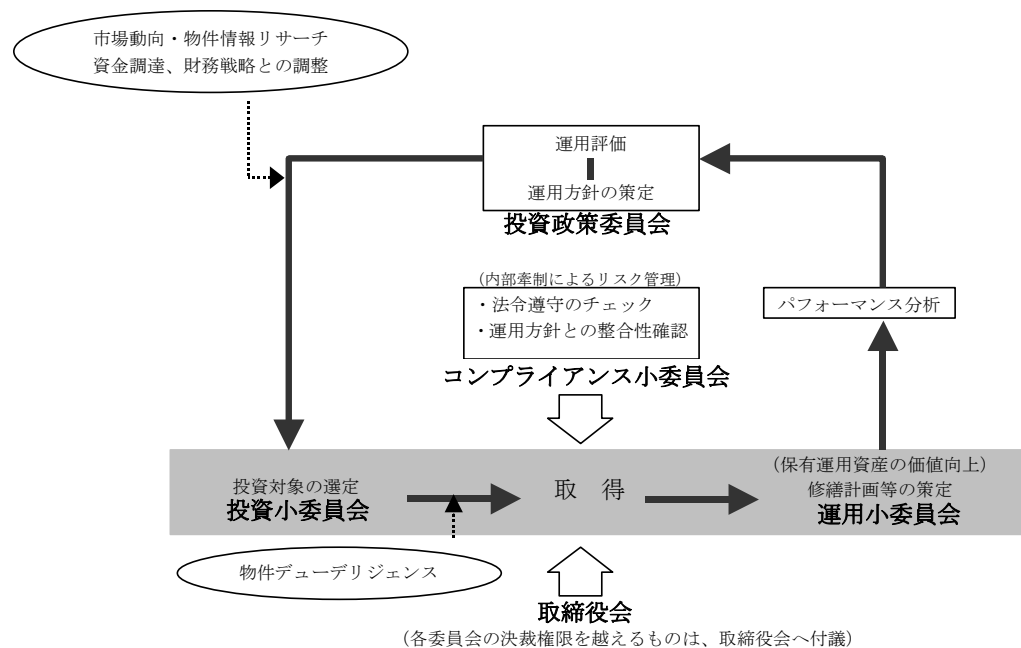 市場動向・物件情報リサーチ
資金調達、財務戦略との調整
運用評価
運用方針の策定
投資政策委員会
(内部牽制によるリスク管理)
・法令遵守のチェック
・運用方針との整合性確認
コンプライアンス小委員会
パフォーマンス分析
投資対象の選定
投資小委員会
取 得
(保有運用資産の価値向上)
修繕計画等の策定
運用小委員会
物件デューデリジェンス
取締役会
(各委員会の決裁権限を越えるものは、取締役会へ付議)